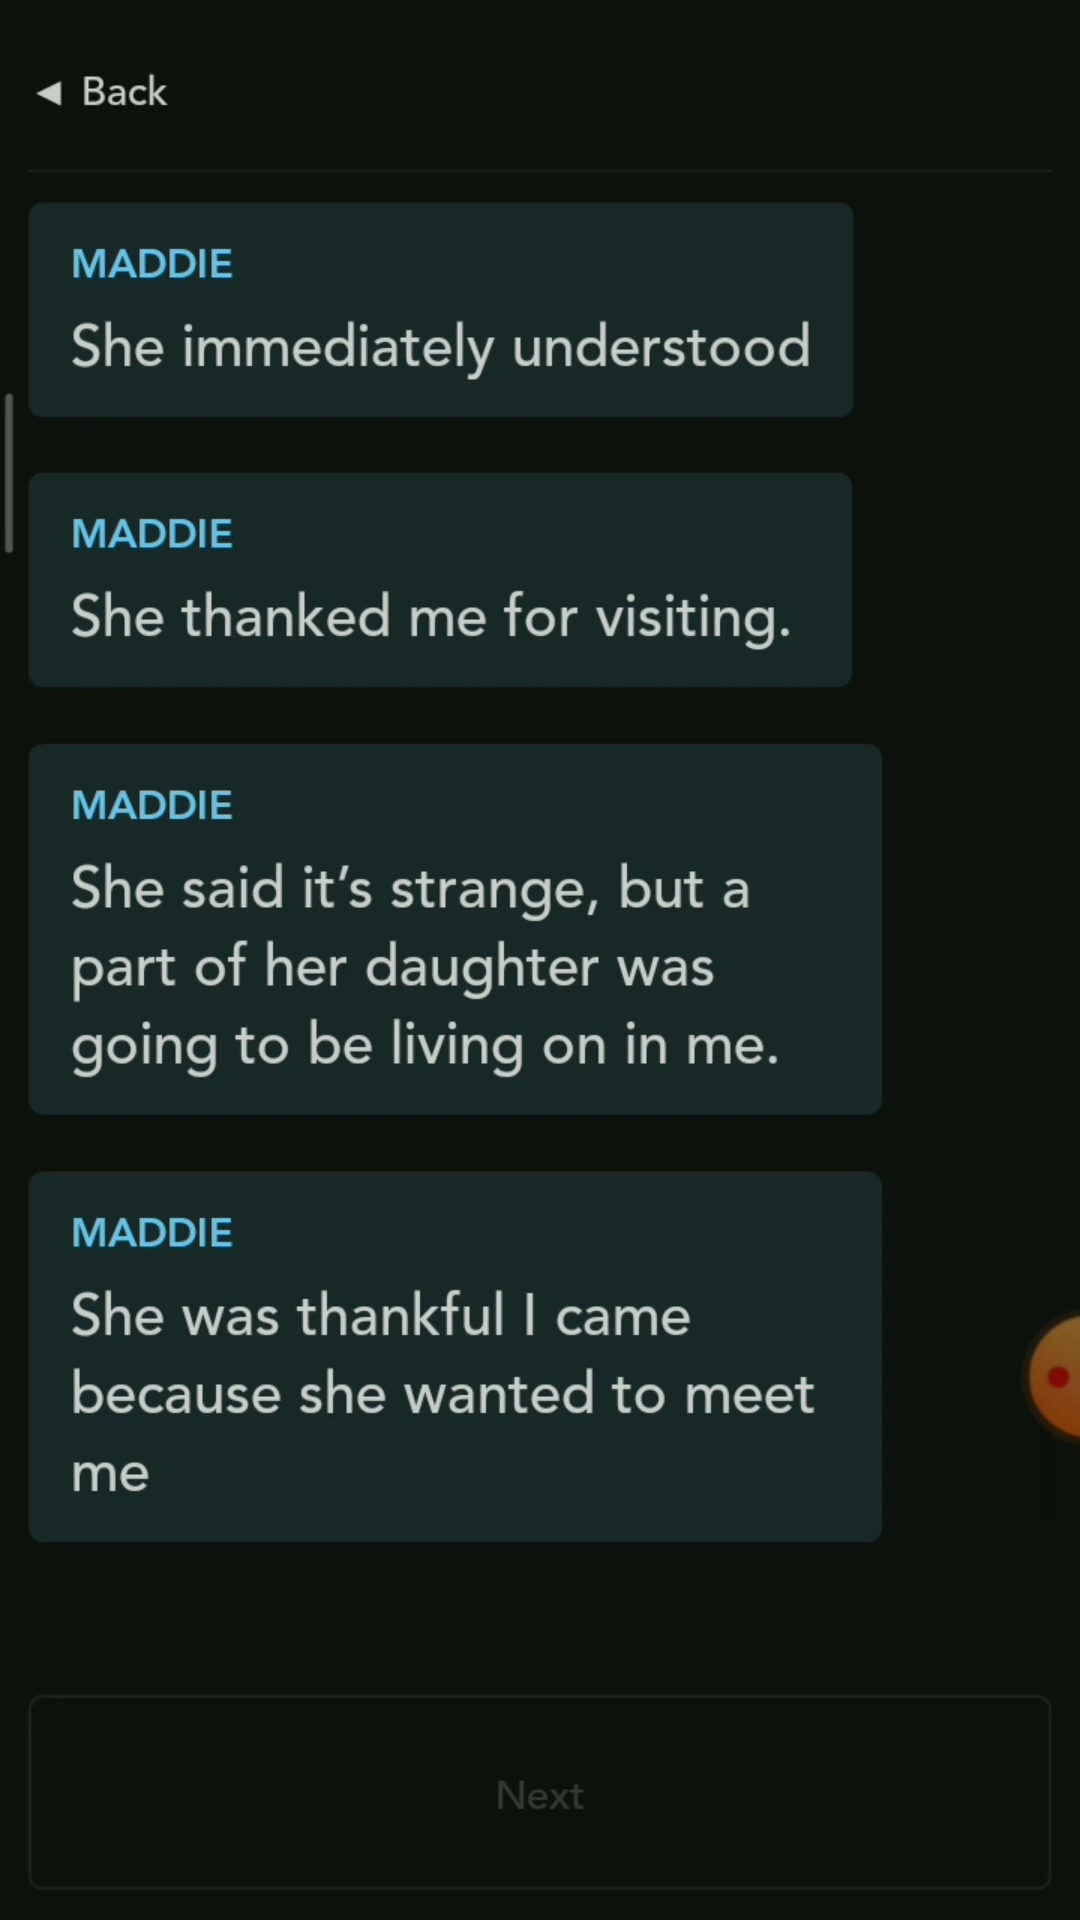 ◀ Back
MADDIE
She immediately understood
MADDIE
She thanked me for visiting.
MADDIE
She said it’s strange, but a
part of her daughter was
going to be living on in me.
MADDIE
She was thankful I came
because she wanted to meet
me
Next